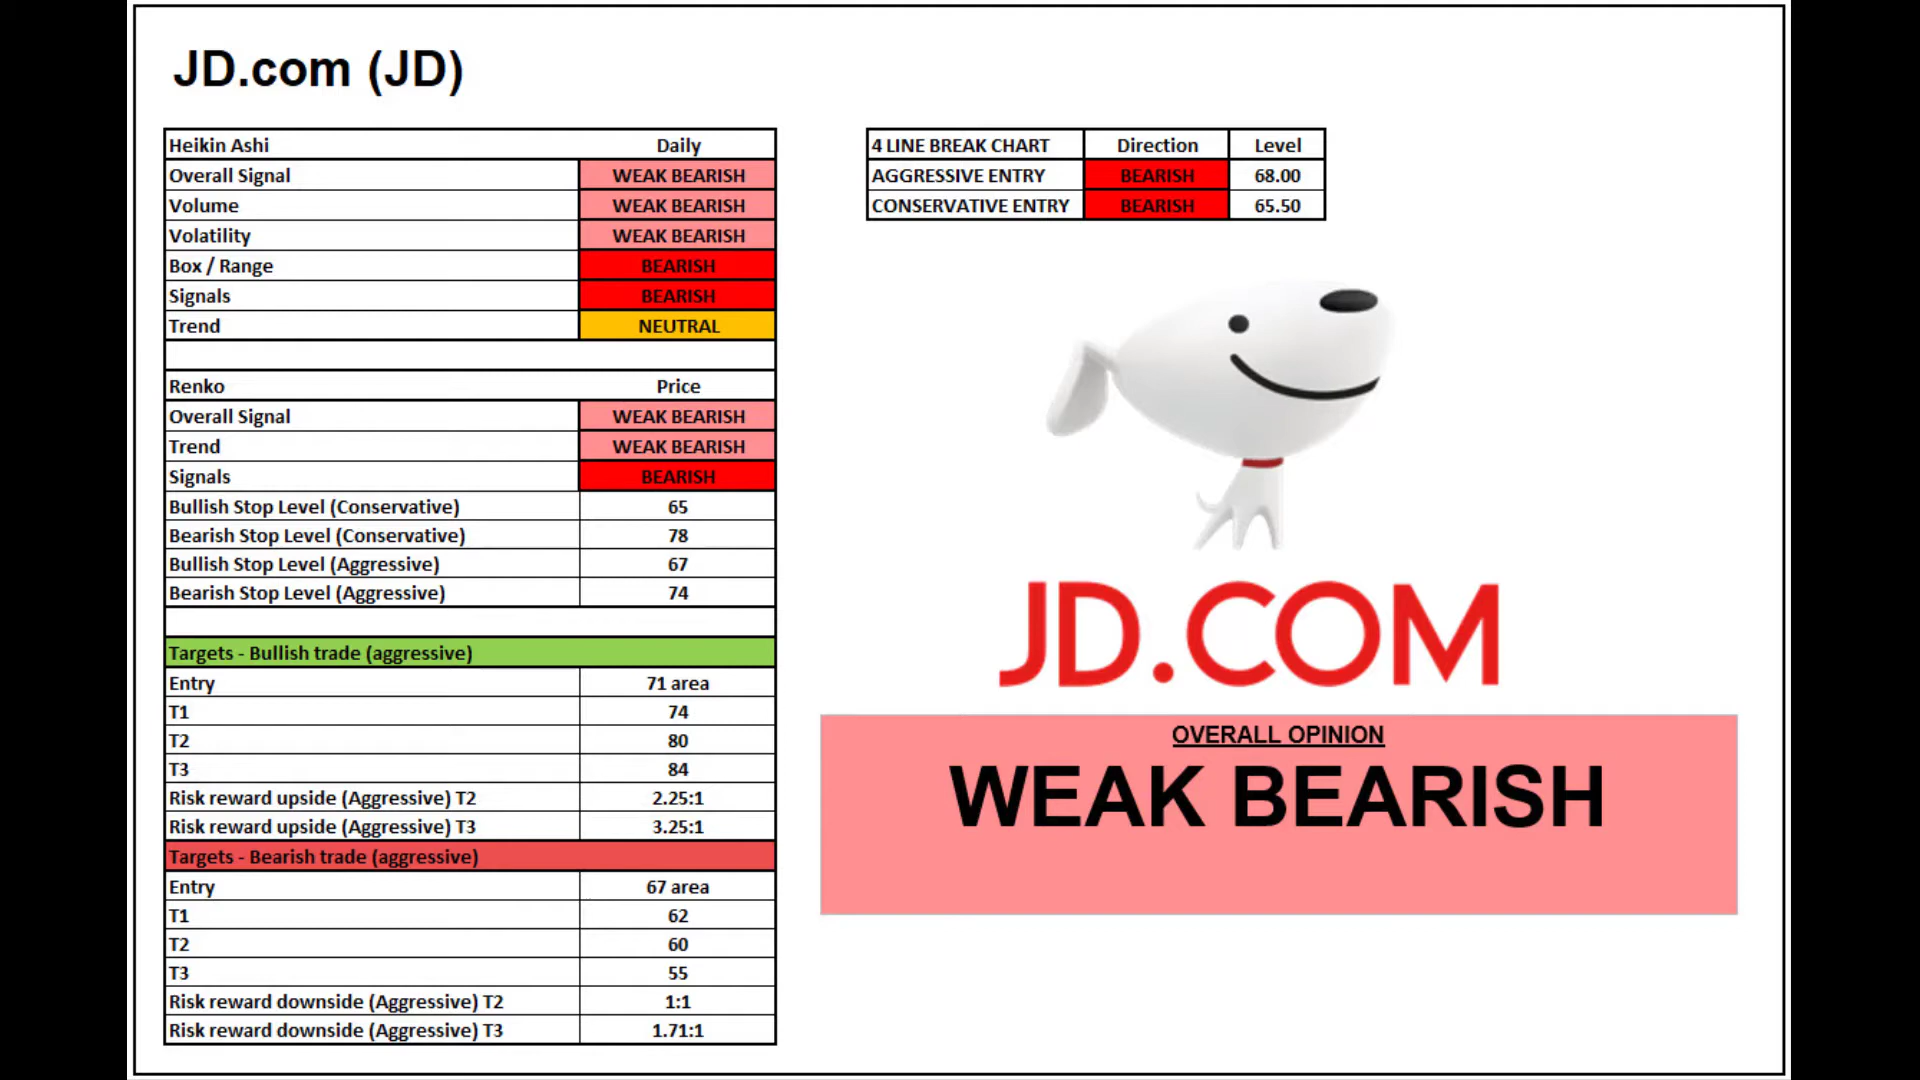 JD.com (JD)
Heikin Ashi Daily
Overall Signal WEAK BEARISH
Volume WEAK BEARISH
Volatility WEAK BEARISH
Box / Range BEARISH
Signals BEARISH
Trend NEUTRAL
Renko Price
Overall Signal WEAK BEARISH
Trend WEAK BEARISH
Signals BEARISH
Bullish Stop Level (Conservative) 65
Bearish Stop Level (Conservative) 78
Bullish Stop Level (Aggressive) 67
Bearish Stop Level (Aggressive) 74
Targets - Bullish trade (aggressive)
Entry 71 area
T1 74
T2 80
T3 84
Risk reward upside (Aggressive) T2 2.25:1
Risk reward upside (Aggressive) T3 3.25:1
Targets - Bearish trade (aggressive)
Entry 67 area
T1 62
T2 60
T3 55
Risk reward downside (Aggressive) T2 1:1
Risk reward downside (Aggressive) T3 1.71:1
4 LINE BREAK CHART Direction Level
AGGRESSIVE ENTRY BEARISH 68.00
CONSERVATIVE ENTRY BEARISH 65.50
JD.COM
OVERALL OPINION
WEAK BEARISH